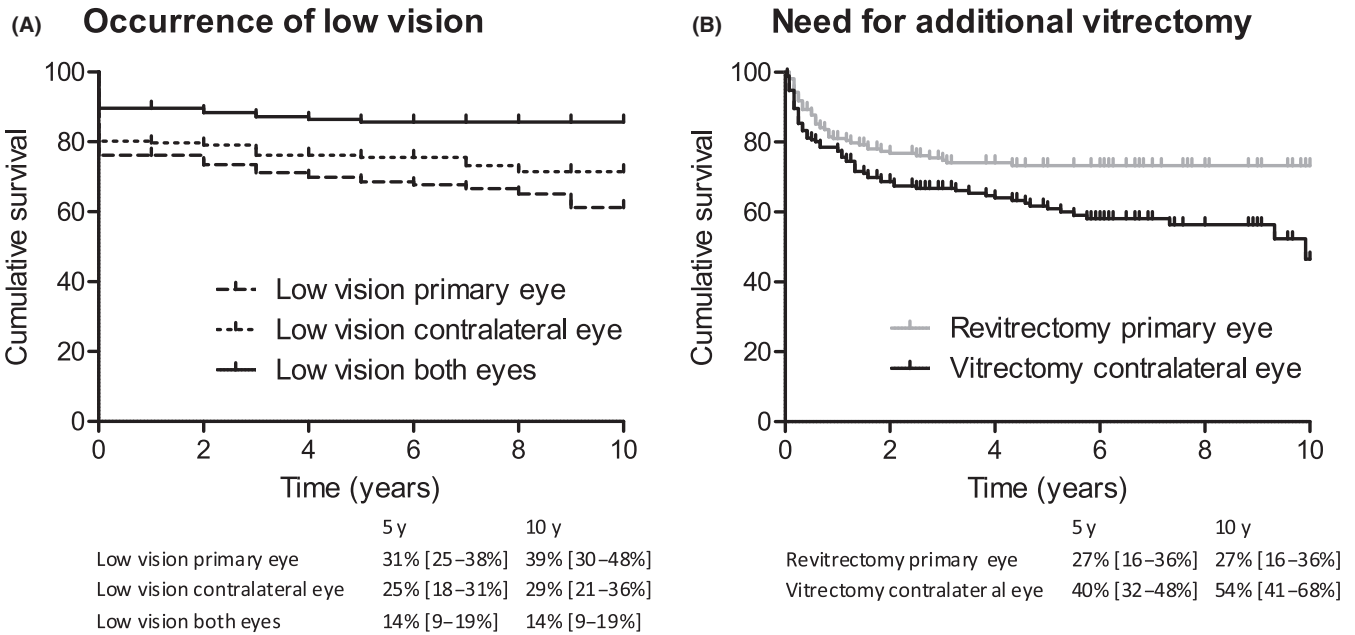 (A) Occurrence of low vision
Cumulative survival
100
80
60
40
20
0
Low vision primary eye
Low vision contralateral eye
Low vision both eyes
0 2 4 6 8 10
Time (years)
5 y 10 y
Low vision primary eye 31% [25–38%] 39% [30–48%]
Low vision contralateral eye 25% [18–31%] 29% [21–36%]
Low vision both eyes 14% [9–19%] 14% [9–19%]
(B) Need for additional vitrectomy
Cumulative survival
100
80
60
40
20
0
Revitrectomy primary eye
Vitrectomy contralateral eye
0 2 4 6 8 10
Time (years)
5 y 10 y
Revitrectomy primary eye 27% [16–36%] 27% [16–36%]
Vitrectomy contralater al eye 40% [32–48%] 54% [41–68%]